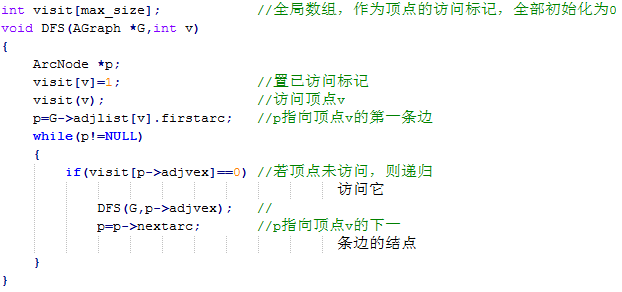 int visit[max_size]; //全局数组，作为顶点的访问标记，全部初始化为0
void DFS(AGraph *G,int v)
{
ArcNode *p;
visit[v]=1; //置已访问标记
visit(v); //访问顶点v
p=G->adjlist[v].firstarc; //p指向顶点v的第一条边
while(p!=NULL)
{
if(visit[p->adjvex]==0) //若顶点未访问，则递归
访问它
DFS(G,p->adjvex); //
p=p->nextarc; //p指向顶点v的下一
条边的结点
}
}